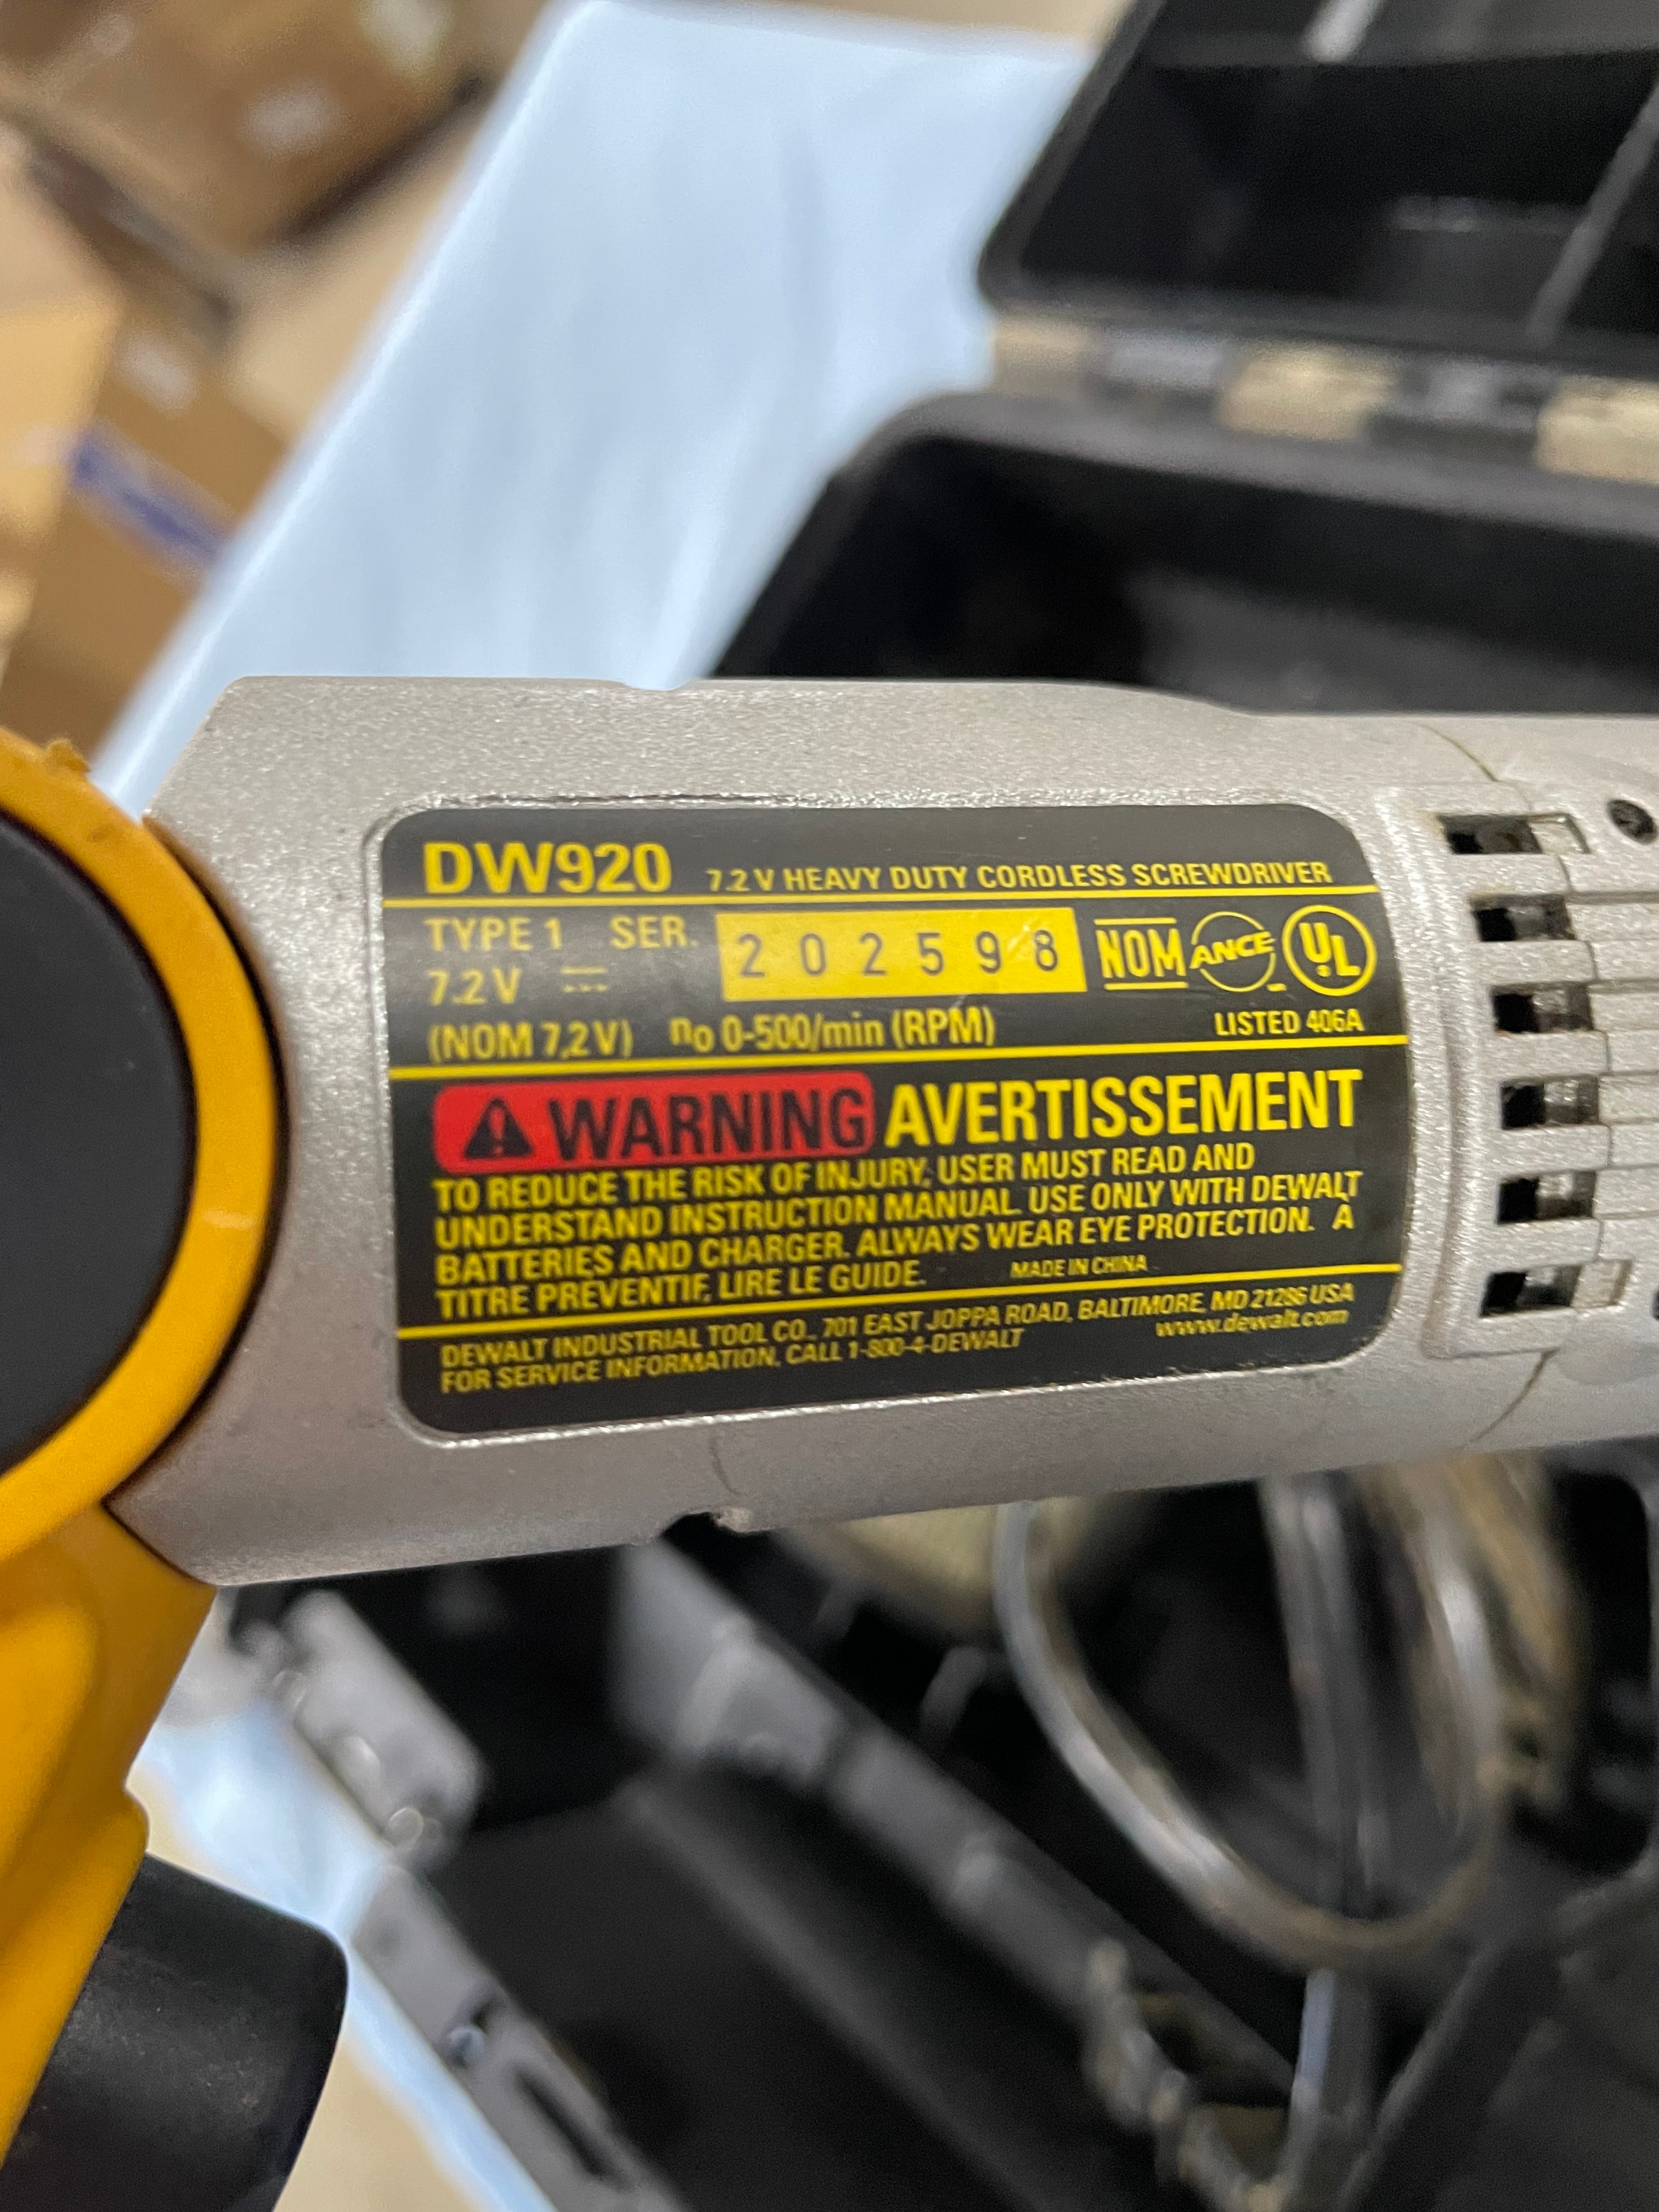 DW920 7.2 V HEAVY DUTY CORDLESS SCREWDRIVER
TYPE 1 SER. 202598 NOM ANCE UL
7.2 V
(NOM 7,2 V) no 0-500/min (RPM) LISTED 406A
WARNING AVERTISSEMENT
TO REDUCE THE RISK OF INJURY, USER MUST READ AND
UNDERSTAND INSTRUCTION MANUAL. USE ONLY WITH DEWALT
BATTERIES AND CHARGER. ALWAYS WEAR EYE PROTECTION. À
TITRE PRÉVENTIF, LIRE LE GUIDE. MADE IN CHINA
DEWALT INDUSTRIAL TOOL CO., 701 EAST JOPPA ROAD, BALTIMORE, MD 21286 USA
FOR SERVICE INFORMATION, CALL 1-800-4-DEWALT www.dewalt.com